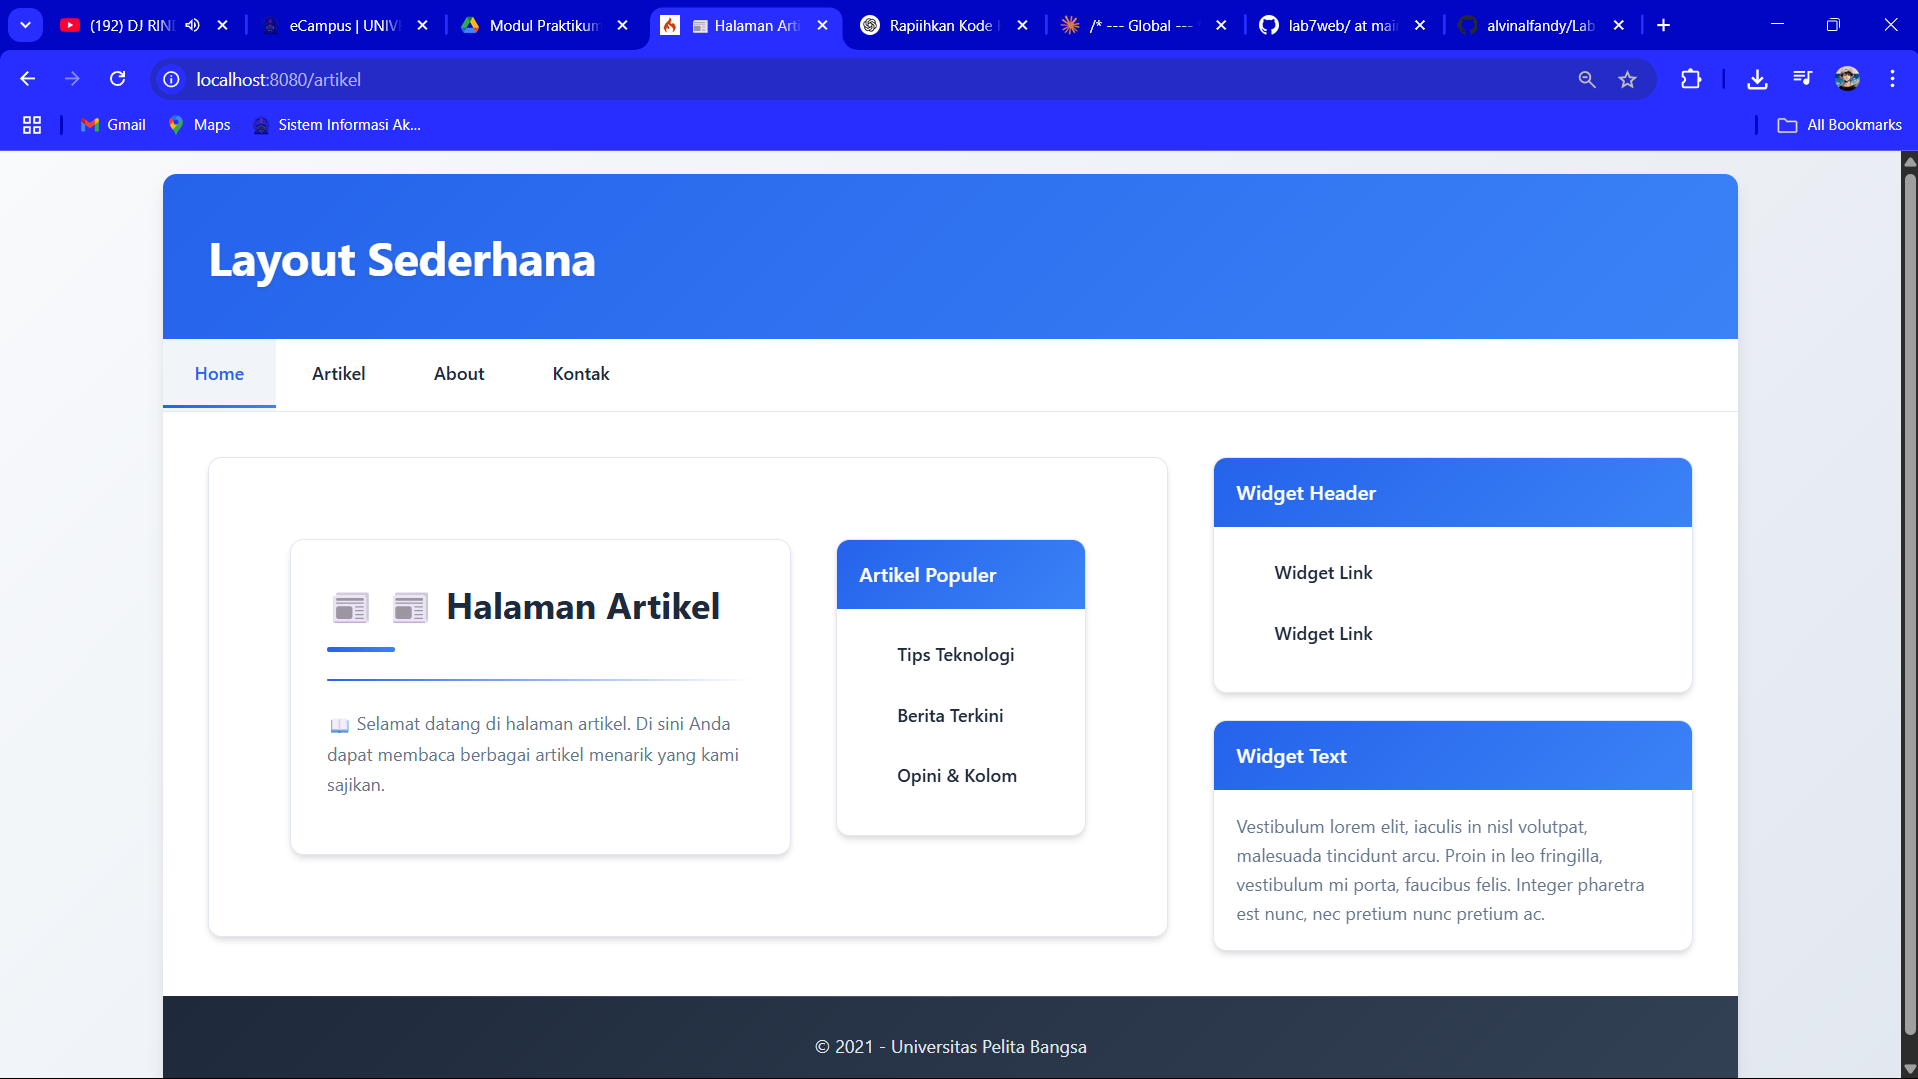 (192) DJ RIN
eCampus | UNIV
Modul Praktikum
Halaman Arti
Rapiihkan Kode
/* --- Global ---
lab7web/ at mai
alvinalfandy/Lab
localhost:8080/artikel
Gmail
Maps
Sistem Informasi Ak...
All Bookmarks
Layout Sederhana
Home
Artikel
About
Kontak
Halaman Artikel
Selamat datang di halaman artikel. Di sini Anda
dapat membaca berbagai artikel menarik yang kami
sajikan.
Artikel Populer
Tips Teknologi
Berita Terkini
Opini & Kolom
Widget Header
Widget Link
Widget Link
Widget Text
Vestibulum lorem elit, iaculis in nisl volutpat,
malesuada tincidunt arcu. Proin in leo fringilla,
vestibulum mi porta, faucibus felis. Integer pharetra
est nunc, nec pretium nunc pretium ac.
© 2021 - Universitas Pelita Bangsa